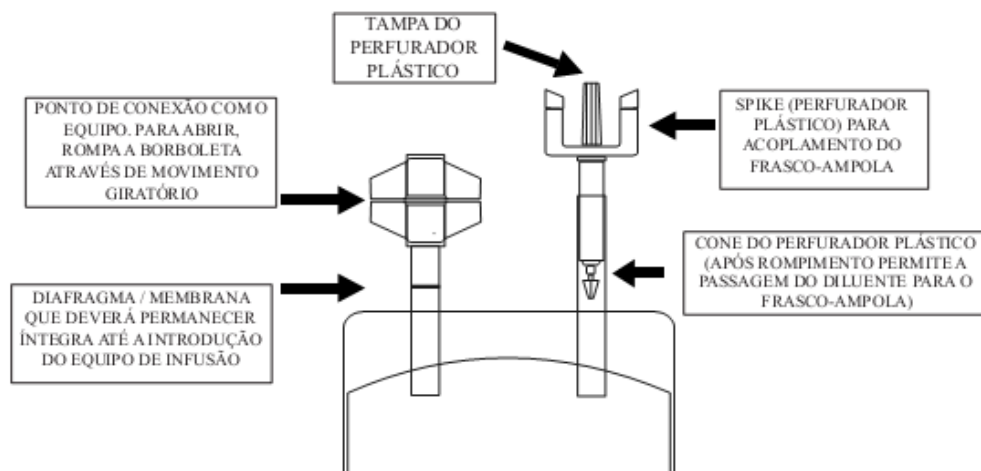 TAMPA DO
PERFURADOR
PLÁSTICO
PONTO DE CONEXÃO COM O
EQUIPO. PARA ABRIR,
ROMPA A BORBOLETA
ATRAVÉS DE MOVIMENTO
GIRATÓRIO
SPIKE (PERFURADOR
PLÁSTICO) PARA
ACOPLAMENTO DO
FRASCO-AMPOLA
CONE DO PERFURADOR PLÁSTICO
(APÓS ROMPIMENTO PERMITE A
PASSAGEM DO DILUENTE PARA O
FRASCO-AMPOLA)
DIAFRAGMA / MEMBRANA
QUE DEVERÁ PERMANECER
ÍNTEGRA ATÉ A INTRODUÇÃO
DO EQUIPO DE INFUSÃO